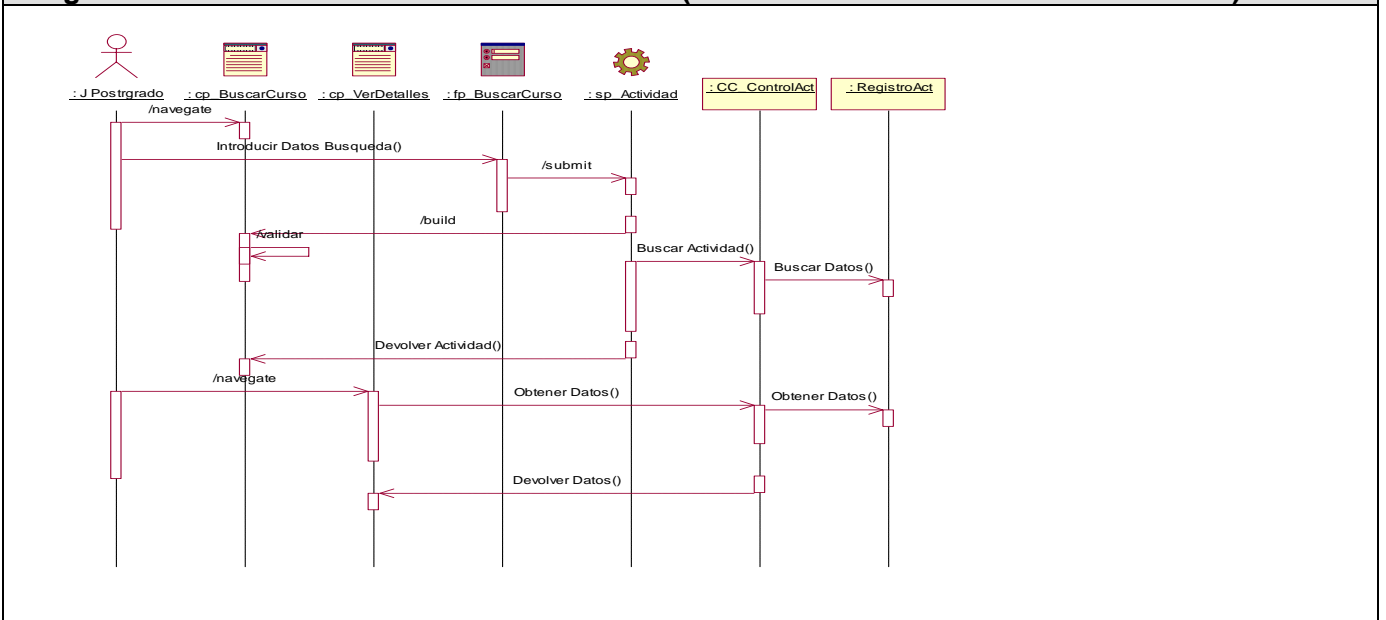 : J Postrgrado
: cp_BuscarCurso
: cp_VerDetalles
: fp_BuscarCurso
: sp_Actividad
: CC_ControlAct
: RegistroAct
/navegate
Introducir Datos Busqueda()
/submit
/build
/validar
Buscar Actividad()
Buscar Datos()
Devolver Actividad()
/navegate
Obtener Datos()
Obtener Datos()
Devolver Datos()